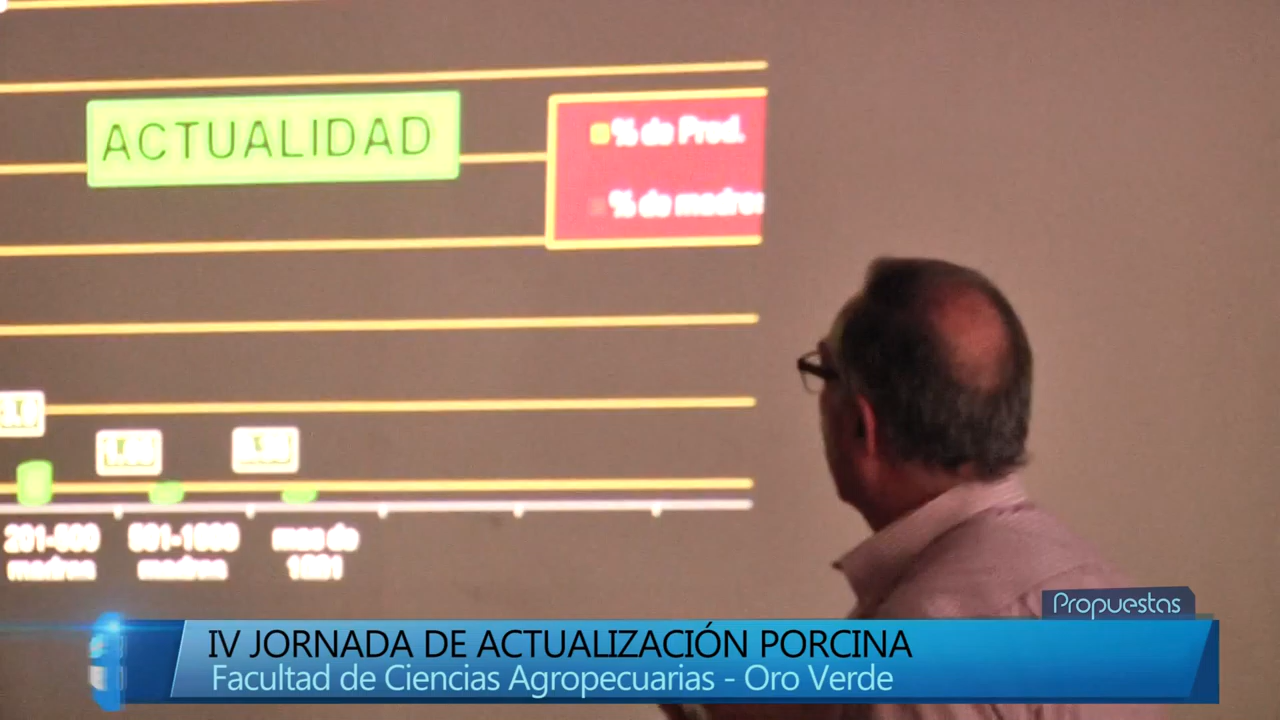 ACTUALIDAD
% de Prod.
% de madres
201-500
madres
501-1000
madres
mas de
1001
Propuestas
IV JORNADA DE ACTUALIZACIÓN PORCINA
Facultad de Ciencias Agropecuarias - Oro Verde